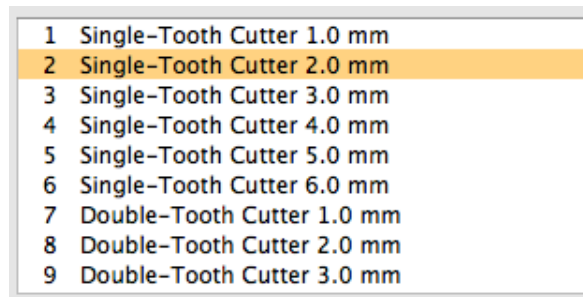 1 Single-Tooth Cutter 1.0 mm
2 Single-Tooth Cutter 2.0 mm
3 Single-Tooth Cutter 3.0 mm
4 Single-Tooth Cutter 4.0 mm
5 Single-Tooth Cutter 5.0 mm
6 Single-Tooth Cutter 6.0 mm
7 Double-Tooth Cutter 1.0 mm
8 Double-Tooth Cutter 2.0 mm
9 Double-Tooth Cutter 3.0 mm